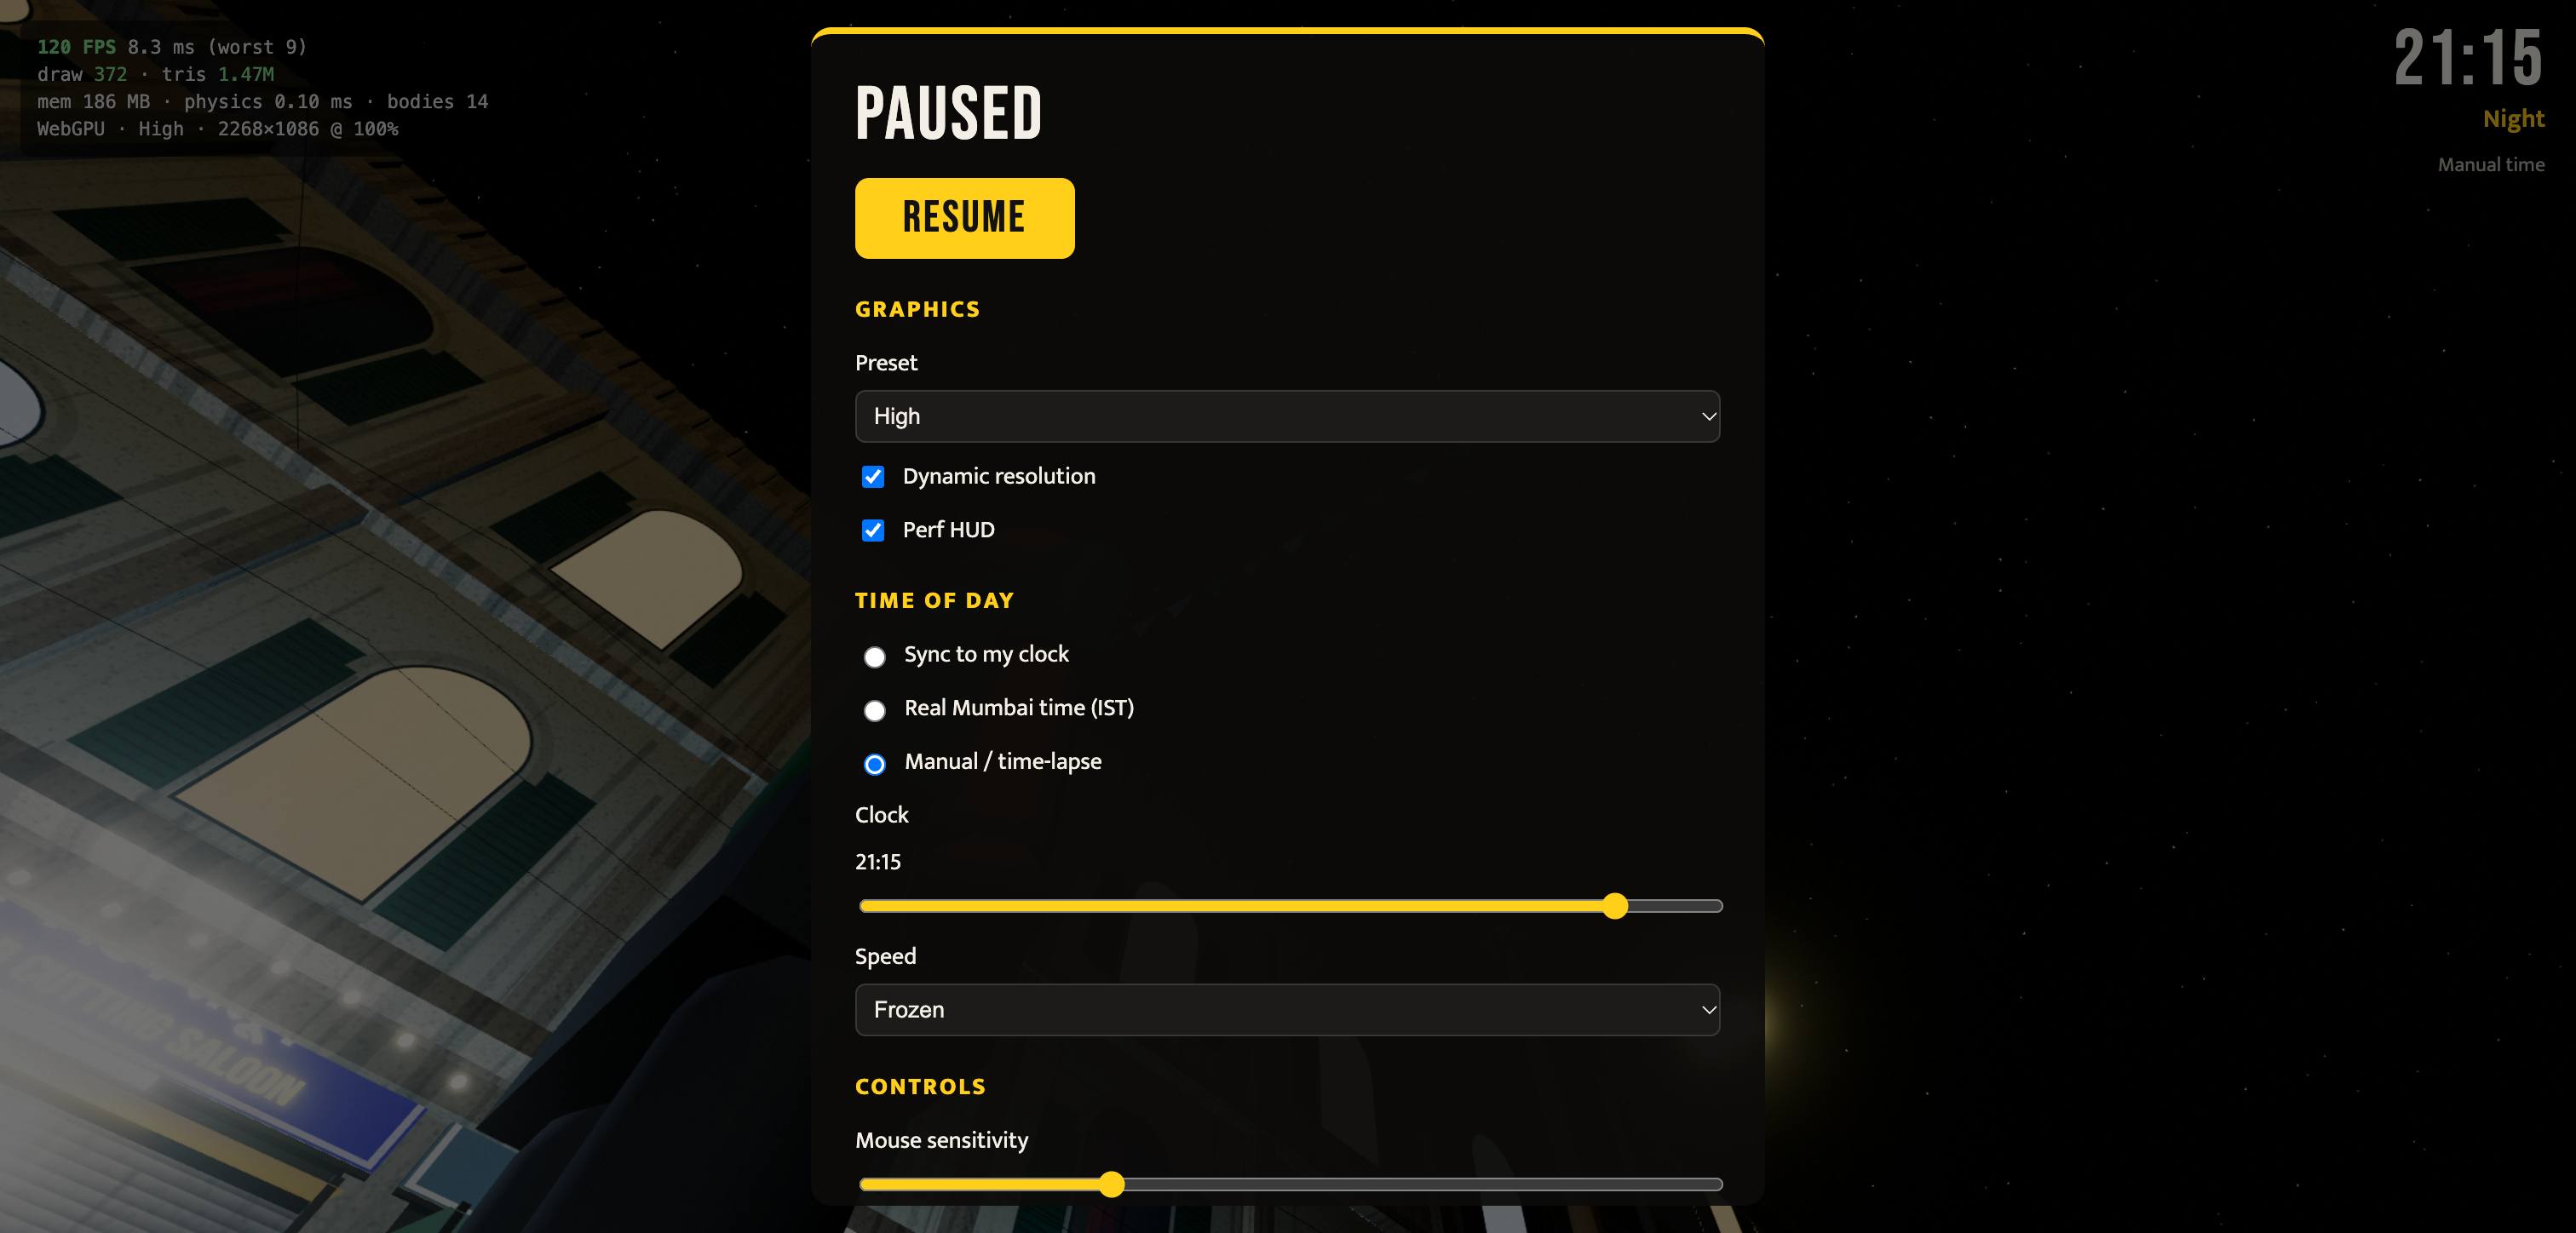 120 FPS 8.3 ms (worst 9)
draw 372 · tris 1.47M
mem 186 MB · physics 0.10 ms · bodies 14
WebGPU · High · 2268×1086 @ 100%
21:15
Night
Manual time
PAUSED
RESUME
GRAPHICS
Preset
High
Dynamic resolution
Perf HUD
TIME OF DAY
Sync to my clock
Real Mumbai time (IST)
Manual / time-lapse
Clock
21:15
Speed
Frozen
CONTROLS
Mouse sensitivity
CUTTING SALOON